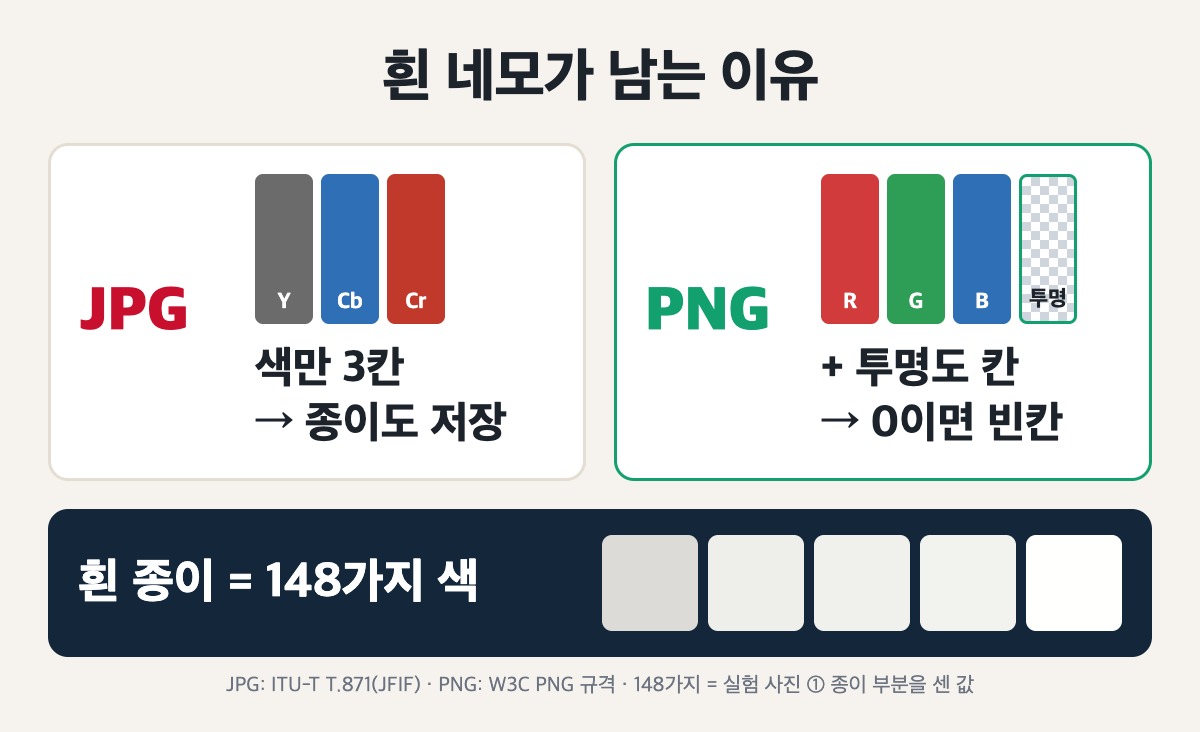 흰 네모가 남는 이유
JPG
Y Cb Cr
색만 3칸
→ 종이도 저장
PNG
R G B 투명
+ 투명도 칸
→ 0이면 빈칸
흰 종이 = 148가지 색
JPG: ITU-T T.871(JFIF) · PNG: W3C PNG 규격 · 148가지 = 실험 사진 ① 종이 부분을 센 값